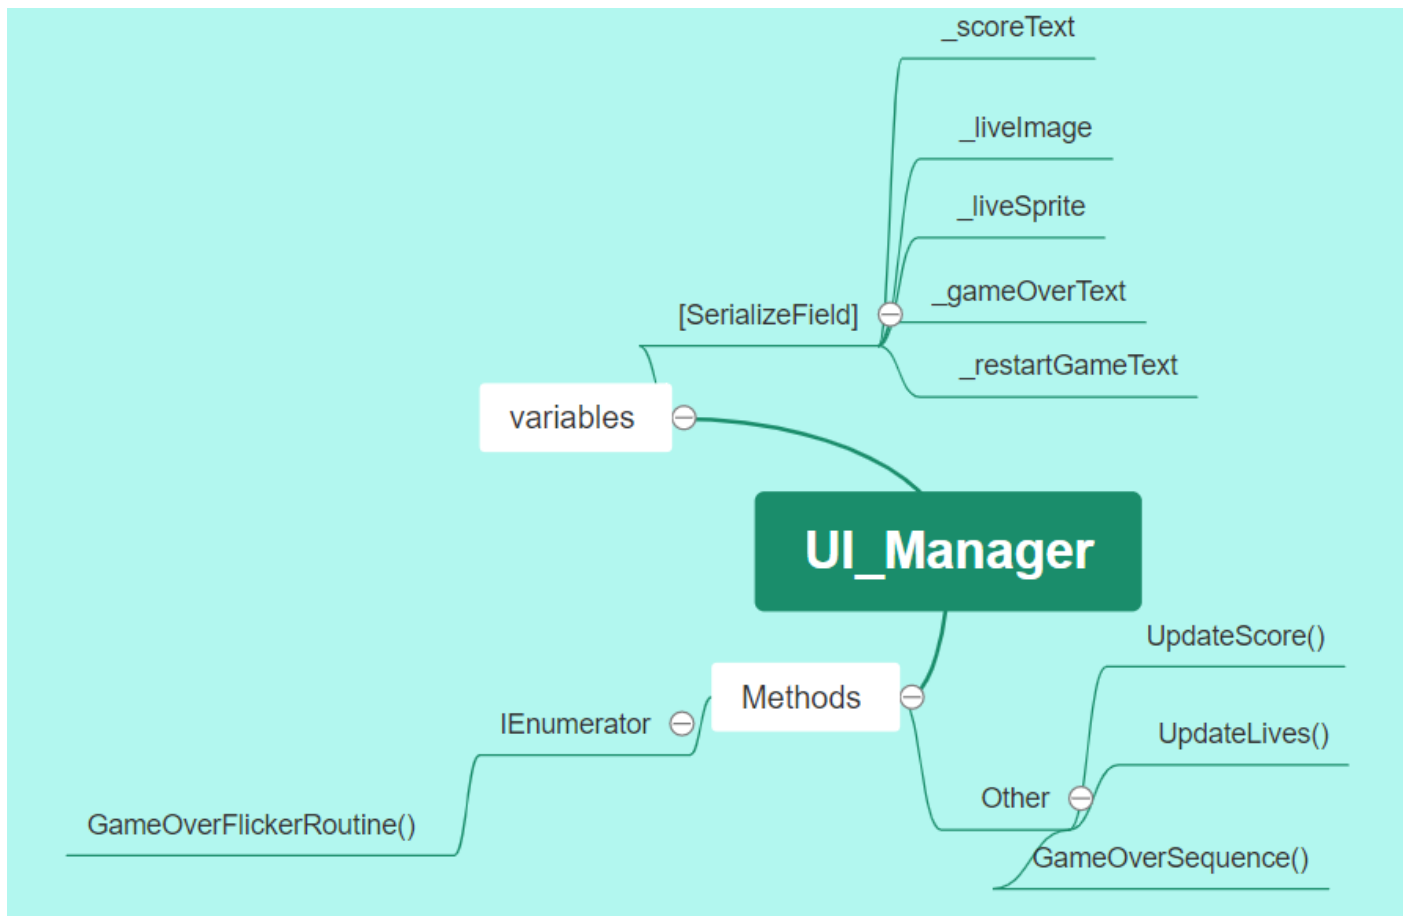 _scoreText
_liveImage
_liveSprite
_gameOverText
[SerializeField]
_restartGameText
variables
UI_Manager
UpdateScore()
Methods
IEnumerator
UpdateLives()
Other
GameOverFlickerRoutine()
GameOverSequence()